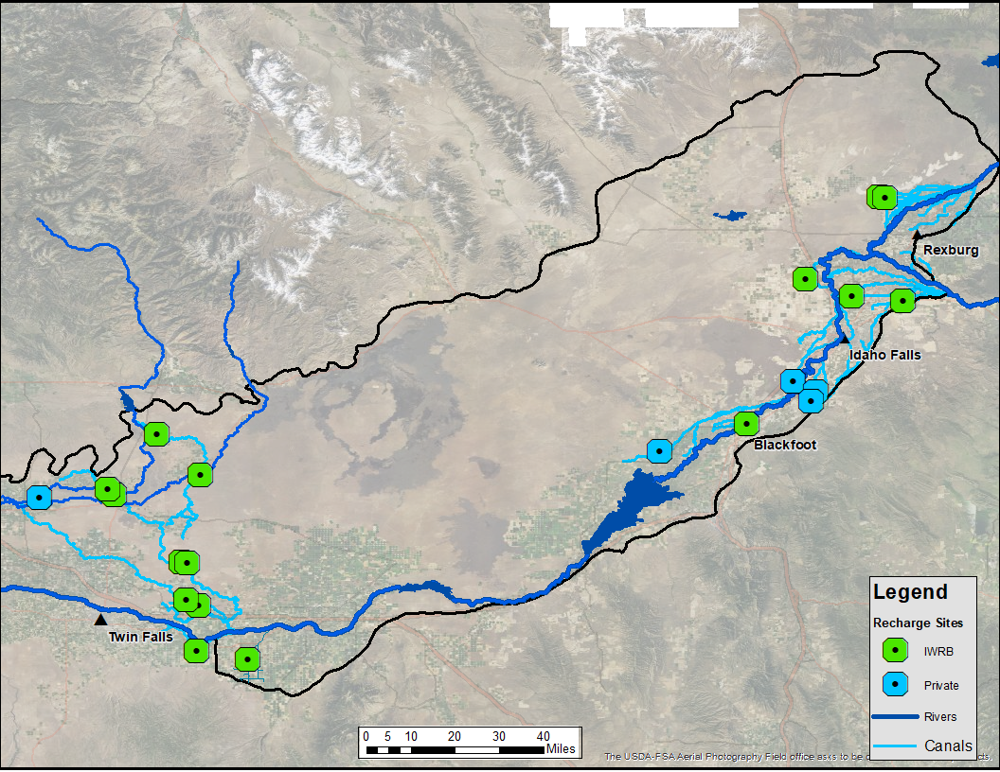 Rexburg
Idaho Falls
Blackfoot
Twin Falls
Legend
Recharge Sites
IWRB
Private
Rivers
Canals
0 5 10 20 30 40
Miles
The USDA-FSA Aerial Photography Field office asks to be cts.